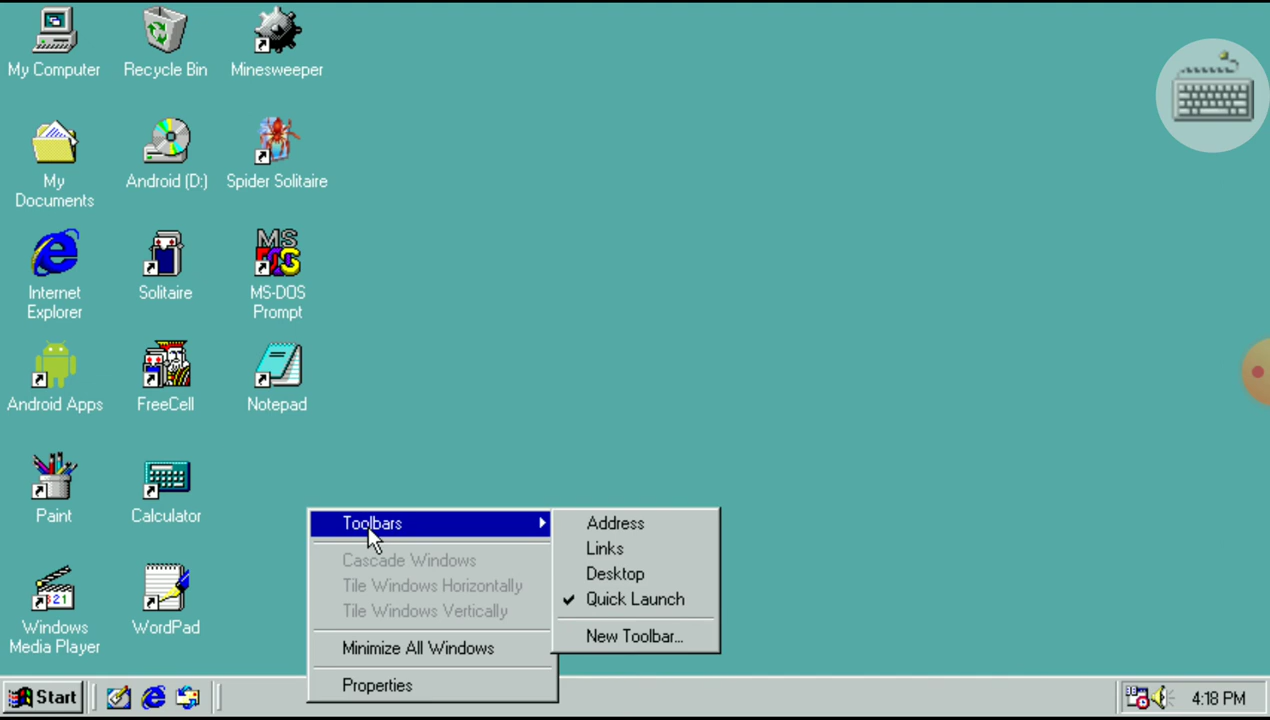 My Computer
Recycle Bin
Minesweeper
My
Documents
Android (D:)
Spider Solitaire
Internet
Explorer
Solitaire
MS
DOS
MS-DOS
Prompt
Android Apps
FreeCell
Notepad
Paint
Calculator
Windows
Media Player
WordPad
Toolbars
Cascade Windows
Tile Windows Horizontally
Tile Windows Vertically
Minimize All Windows
Properties
Address
Links
Desktop
Quick Launch
New Toolbar...
Start
4:18 PM